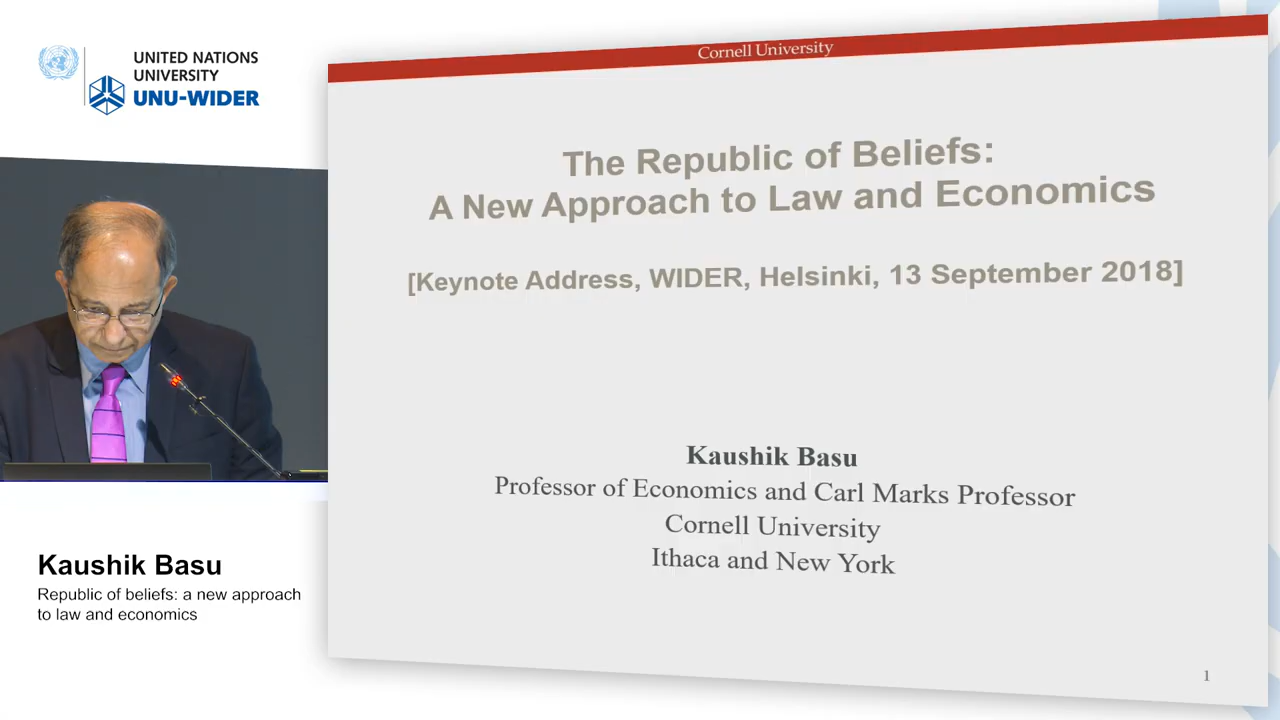 UNITED NATIONS
UNIVERSITY
UNU-WIDER
Cornell University
The Republic of Beliefs:
A New Approach to Law and Economics
[Keynote Address, WIDER, Helsinki, 13 September 2018]
Kaushik Basu
Professor of Economics and Carl Marks Professor
Cornell University
Ithaca and New York
1
Kaushik Basu
Republic of beliefs: a new approach
to law and economics